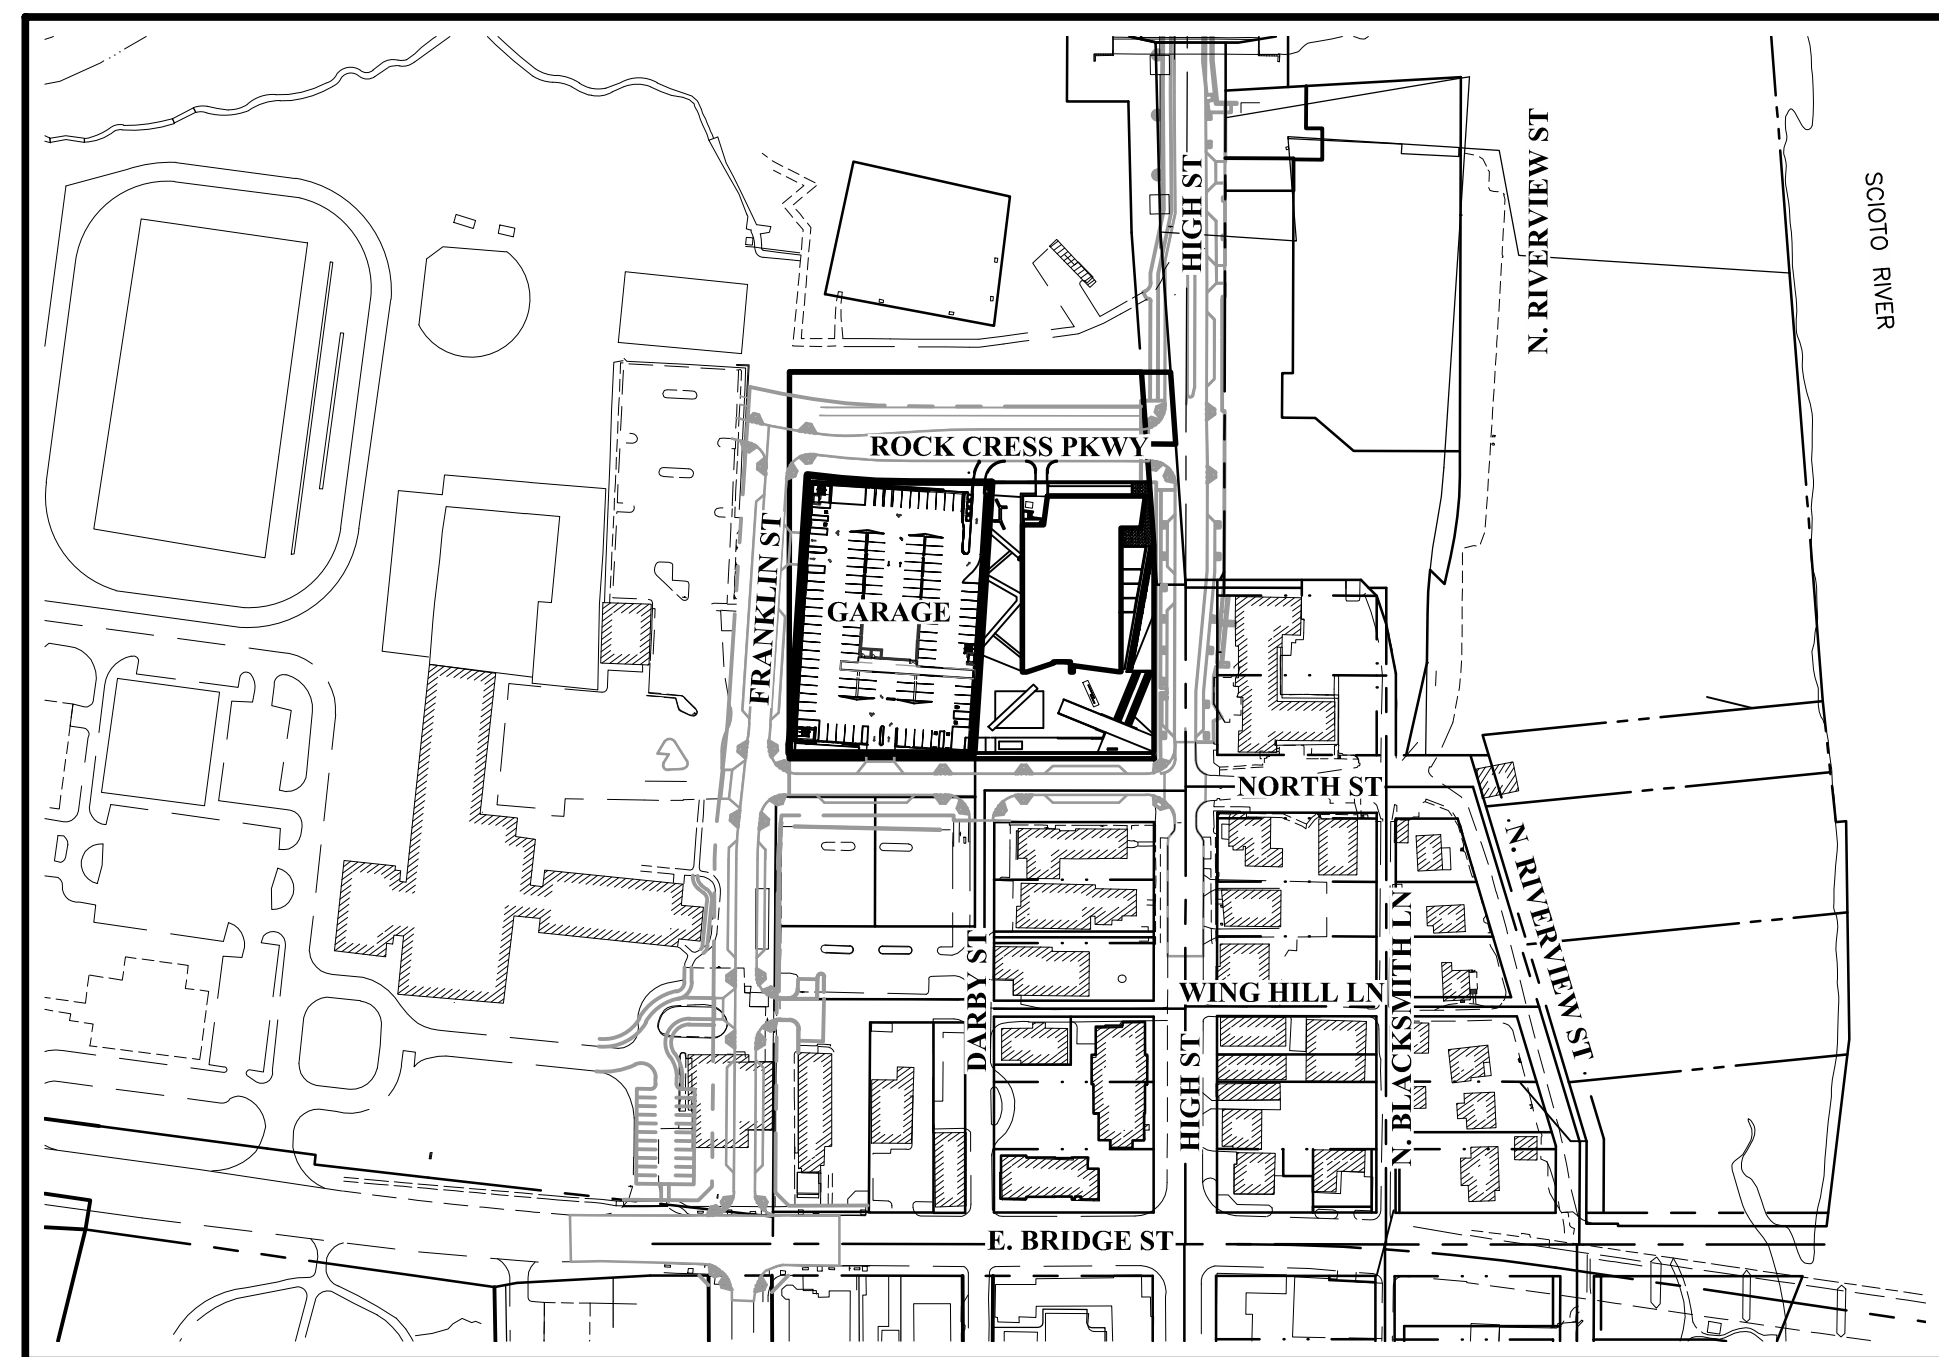 N. RIVERVIEW ST
HIGH ST
SCIOTO RIVER
ROCK CRESS PKWY
FRANKLIN ST
GARAGE
NORTH ST
N. RIVERVIEW ST.
N. BLACKSMITH LN
DARBY ST
WING HILL LN
HIGH ST
E. BRIDGE ST